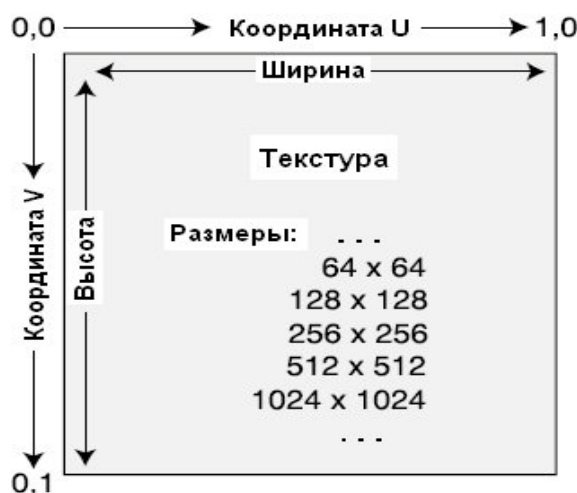 0,0 Координата U 1,0
Ширина
Текстура
Координата V
Высота
Размеры: . . .
64 x 64
128 x 128
256 x 256
512 x 512
1024 x 1024
. . .
0,1